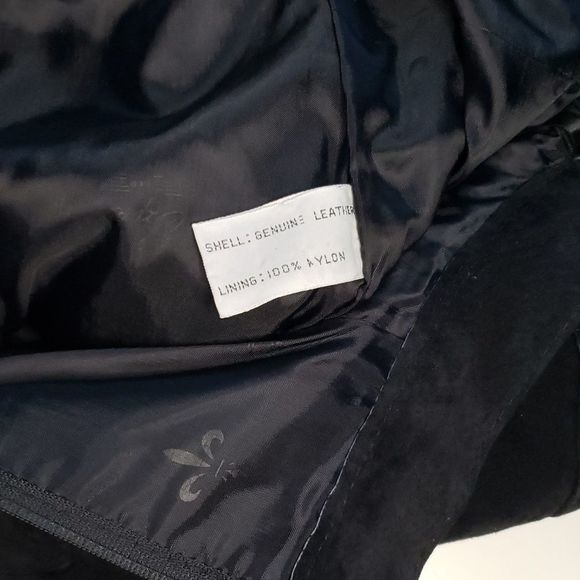 SHELL: GENUINE LEATHER
LINING: 100% NYLON